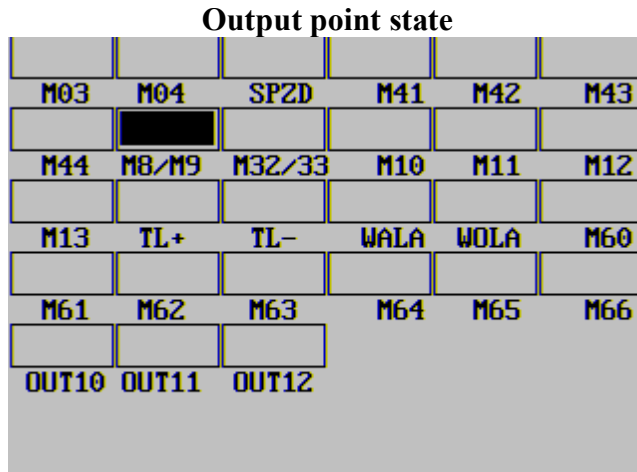 Output point state
M03 M04 SPZD M41 M42 M43
M44 M8/M9 M32/33 M10 M11 M12
M13 TL+ TL- WALA WOLA M60
M61 M62 M63 M64 M65 M66
OUT10 OUT11 OUT12